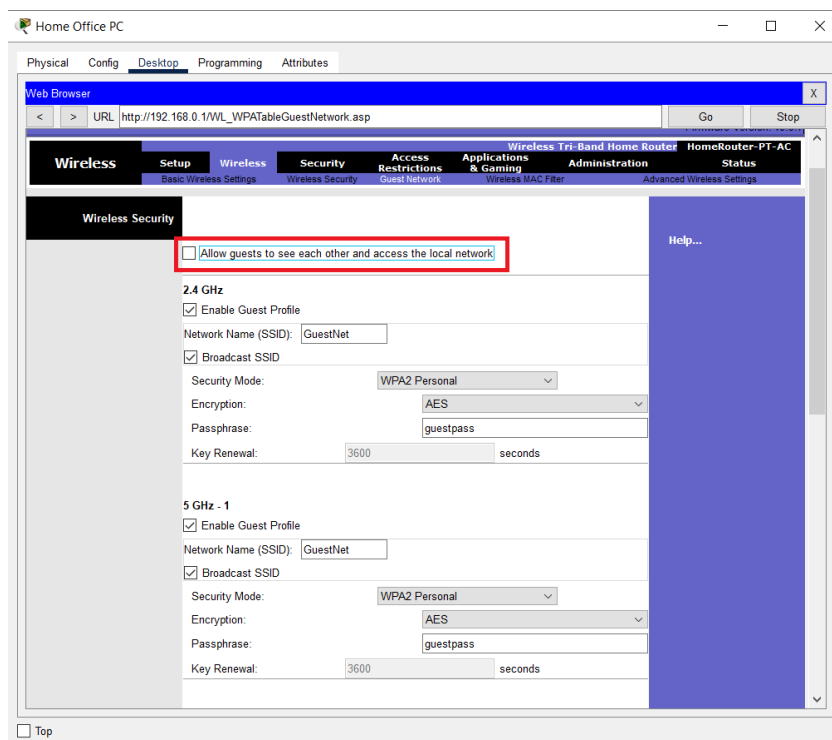 Home Office PC
Physical Config Desktop Programming Attributes
Web Browser X
< > URL http://192.168.0.1/WL_WPATableGuestNetwork.asp Go Stop
Wireless Tri-Band Home Router HomeRouter-PT-AC
Wireless Setup Wireless Security Access Restrictions Applications & Gaming Administration Status
Basic Wireless Settings Wireless Security Guest Network Wireless MAC Filter Advanced Wireless Settings
Wireless Security
Help...
Allow guests to see each other and access the local network
2.4 GHz
Enable Guest Profile
Network Name (SSID): GuestNet
Broadcast SSID
Security Mode: WPA2 Personal
Encryption: AES
Passphrase: guestpass
Key Renewal: 3600 seconds
5 GHz - 1
Enable Guest Profile
Network Name (SSID): GuestNet
Broadcast SSID
Security Mode: WPA2 Personal
Encryption: AES
Passphrase: guestpass
Key Renewal: 3600 seconds
Top